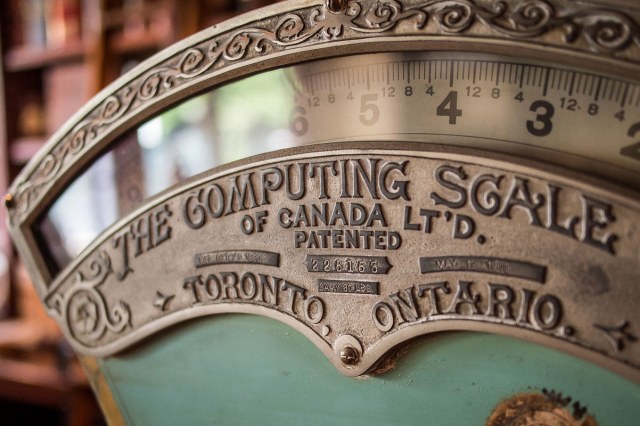 6 12 8 4 5 12 8 4 4 12 8 4 3 12 8 4 2
THE COMPUTING SCALE
OF CANADA LT'D.
PATENTED
TORONTO, ONTARIO.